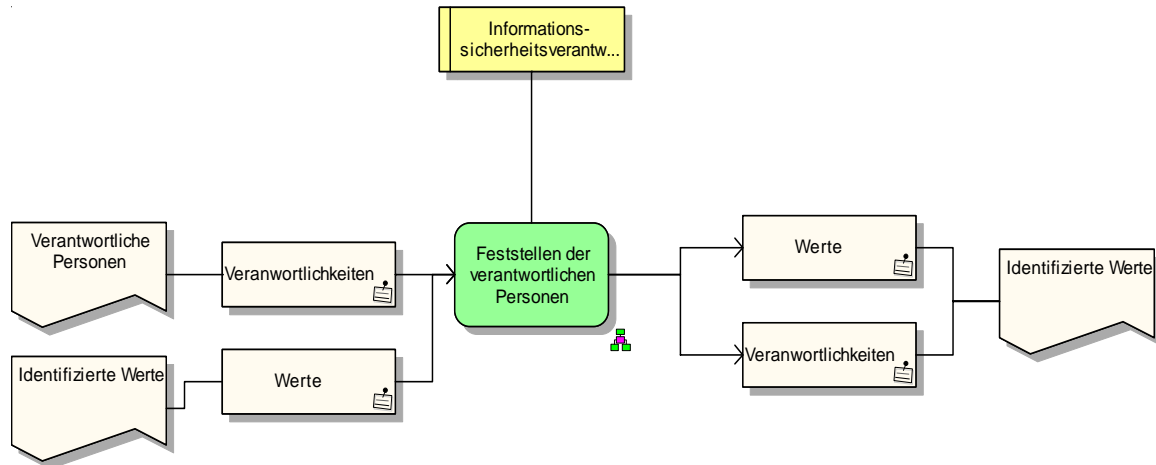 Informations-
sicherheitsverantw...
Verantwortliche
Personen
Veranwortlichkeiten
Feststellen der
verantwortlichen
Personen
Werte
Identifizierte Werte
Identifizierte Werte
Werte
Veranwortlichkeiten